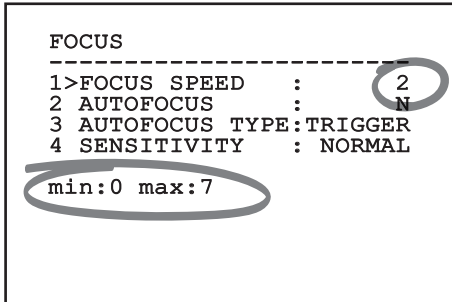 FOCUS
--------------------------
1>FOCUS SPEED   :      2
2 AUTOFOCUS     :      N
3 AUTOFOCUS TYPE:TRIGGER
4 SENSITIVITY   : NORMAL
min:0 max:7